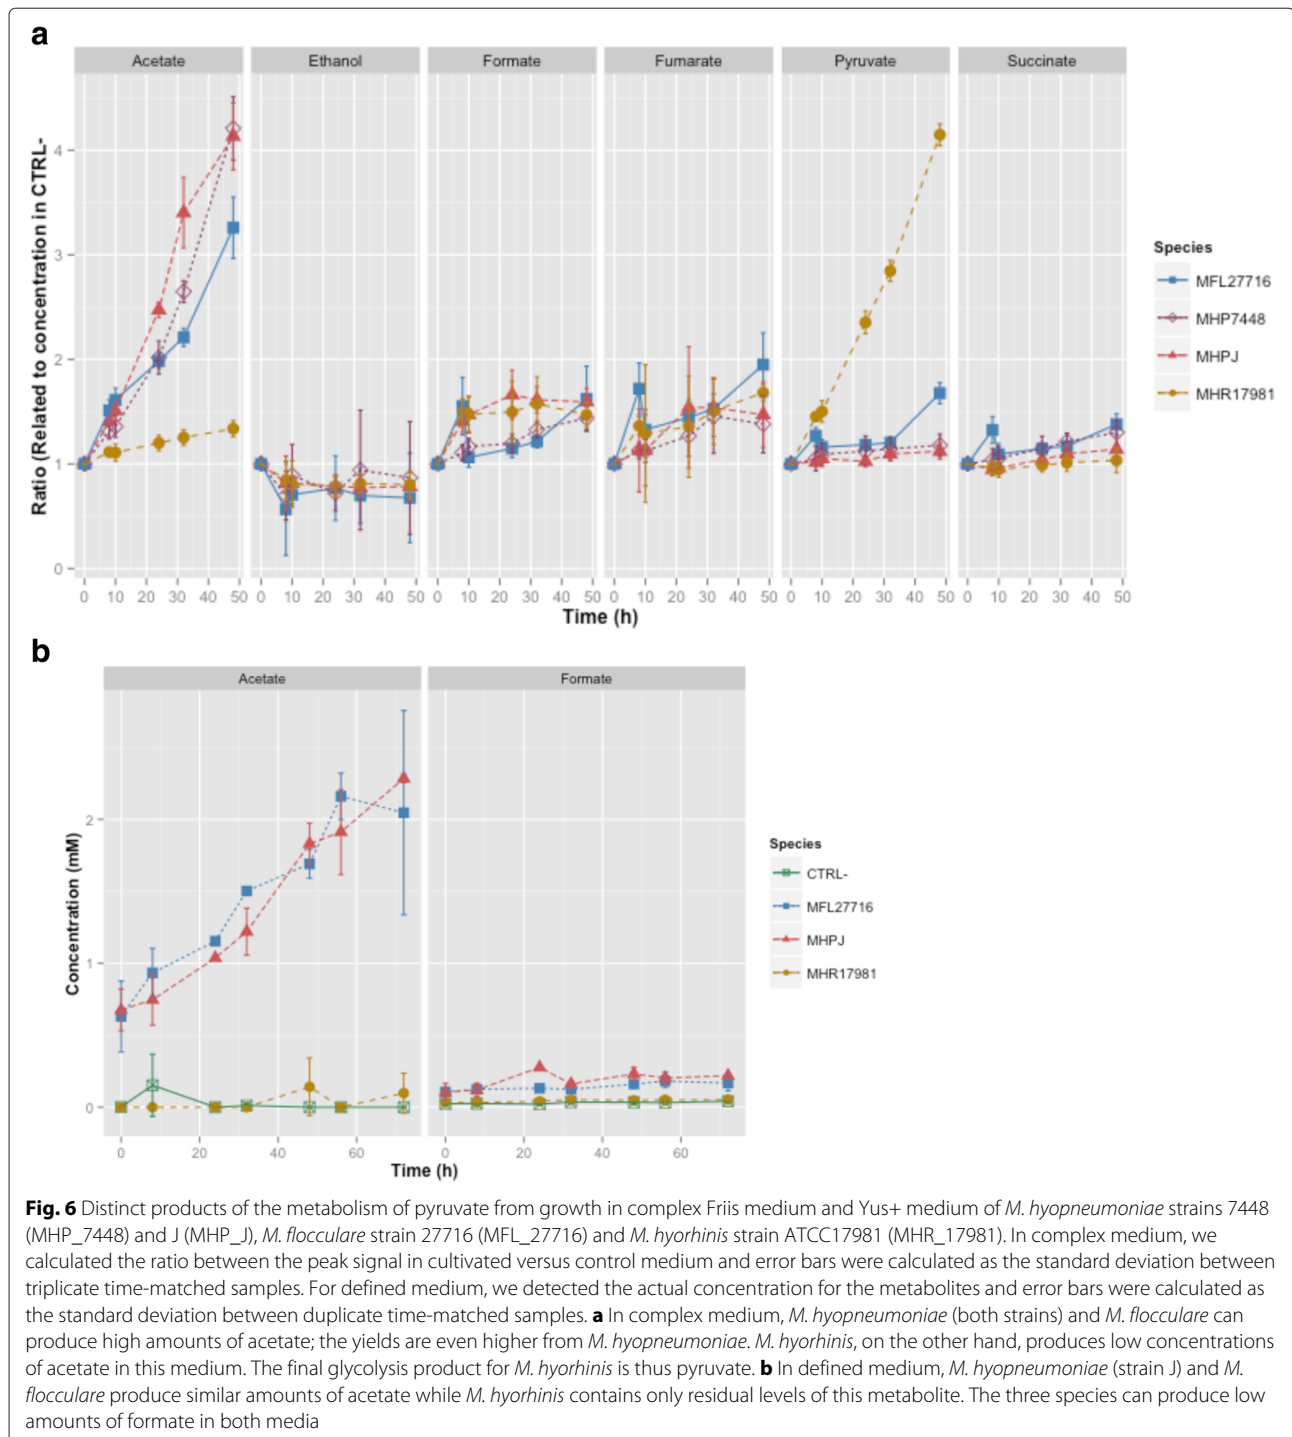 a
Acetate Ethanol Formate Fumarate Pyruvate Succinate
Ratio (Related to concentration in CTRL-
4
3
2
1
0
0 10 20 30 40 50 0 10 20 30 40 50 0 10 20 30 40 50 0 10 20 30 40 50 0 10 20 30 40 50 0 10 20 30 40 50
Time (h)
Species
MFL27716
MHP7448
MHPJ
MHR17981
b
Acetate Formate
Concentration (mM)
2
1
0
0 20 40 60 0 20 40 60
Time (h)
Species
CTRL-
MFL27716
MHPJ
MHR17981
Fig. 6 Distinct products of the metabolism of pyruvate from growth in complex Friis medium and Yus+ medium of M. hyopneumoniae strains 7448
(MHP_7448) and J (MHP_J), M. flocculare strain 27716 (MFL_27716) and M. hyorhinis strain ATCC17981 (MHR_17981). In complex medium, we
calculated the ratio between the peak signal in cultivated versus control medium and error bars were calculated as the standard deviation between
triplicate time-matched samples. For defined medium, we detected the actual concentration for the metabolites and error bars were calculated as
the standard deviation between duplicate time-matched samples. a In complex medium, M. hyopneumoniae (both strains) and M. flocculare can
produce high amounts of acetate; the yields are even higher from M. hyopneumoniae. M. hyorhinis, on the other hand, produces low concentrations
of acetate in this medium. The final glycolysis product for M. hyorhinis is thus pyruvate. b In defined medium, M. hyopneumoniae (strain J) and M.
flocculare produce similar amounts of acetate while M. hyorhinis contains only residual levels of this metabolite. The three species can produce low
amounts of formate in both media